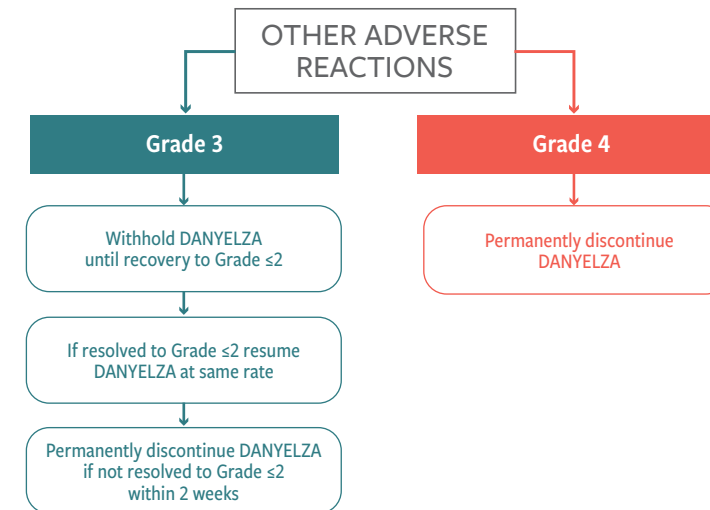 OTHER ADVERSE
REACTIONS
Grade 3
Grade 4
Withhold DANYELZA
until recovery to Grade ≤2
Permanently discontinue
DANYELZA
If resolved to Grade ≤2 resume
DANYELZA at same rate
Permanently discontinue DANYELZA
if not resolved to Grade ≤2
within 2 weeks